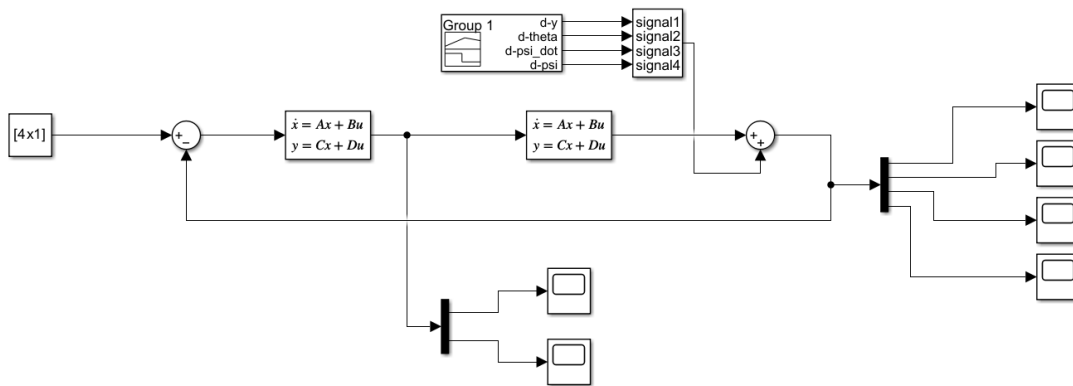 Group 1
d-y
d-theta
d-psi_dot
d-psi
signal1
signal2
signal3
signal4
[4x1]
+
−
ẋ = Ax + Bu
y = Cx + Du
ẋ = Ax + Bu
y = Cx + Du
+
+